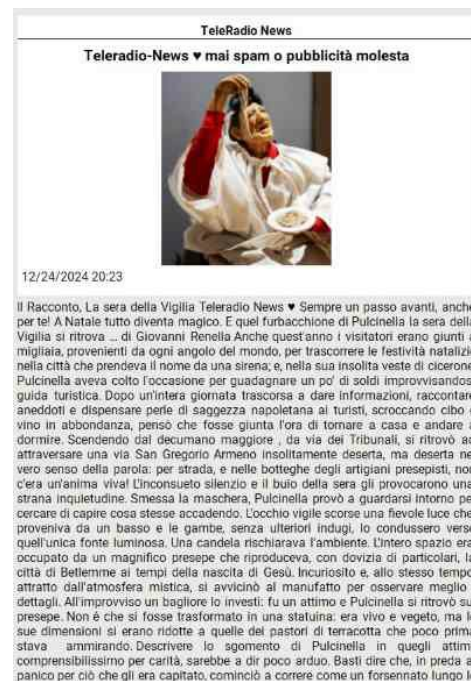 TeleRadio News
Teleradio-News ♥ mai spam o pubblicità molesta
12/24/2024 20:23
Il Racconto, La sera della Vigilia Teleradio News ♥ Sempre un passo avanti, anche
per te! A Natale tutto diventa magico. E quel furbacchione di Pulcinella la sera della
Vigilia si ritrova ... di Giovanni Renella Anche quest'anno i visitatori erano giunti a
migliaia, provenienti da ogni angolo del mondo, per trascorrere le festività natalizie
nella città che prendeva il nome da una sirena; e, nella sua insolita veste di cicerone,
Pulcinella aveva colto l'occasione per guadagnare un po' di soldi improvvisandosi
guida turistica. Dopo un'intera giornata trascorsa a dare informazioni, raccontare
aneddoti e dispensare perle di saggezza napoletana ai turisti, scroccando cibo e
vino in abbondanza, pensò che fosse giunta l'ora di tornare a casa e andare a
dormire. Scendendo dal decumano maggiore , da via dei Tribunali, si ritrovò ad
attraversare una via San Gregorio Armeno insolitamente deserta, ma deserta nel
vero senso della parola: per strada, e nelle botteghe degli artigiani presepisti, non
c'era un'anima viva! L'inconsueto silenzio e il buio della sera gli provocarono una
strana inquietudine. Smessa la maschera, Pulcinella provò a guardarsi intorno per
cercare di capire cosa stesse accadendo. L'occhio vigile scorse una fievole luce che
proveniva da un basso e le gambe, senza ulteriori indugi, lo condussero verso
quell'unica fonte luminosa. Una candela rischiarava l'ambiente. L'intero spazio era
occupato da un magnifico presepe che riproduceva, con dovizia di particolari, la
città di Betlemme ai tempi della nascita di Gesù. Incuriosito e, allo stesso tempo,
attratto dall'atmosfera mistica, si avvicinò al manufatto per osservare meglio i
dettagli. All'improvviso un bagliore lo investì: fu un attimo e Pulcinella si ritrovò sul
presepe. Non è che si fosse trasformato in una statuina: era vivo e vegeto, ma le
sue dimensioni si erano ridotte a quelle dei pastori di terracotta che poco prima
stava ammirando. Descrivere lo sgomento di Pulcinella in quegli attimi,
comprensibilissimo per carità, sarebbe a dir poco arduo. Basti dire che, in preda al
panico per ciò che gli era capitato, cominciò a correre come un forsennato lungo le